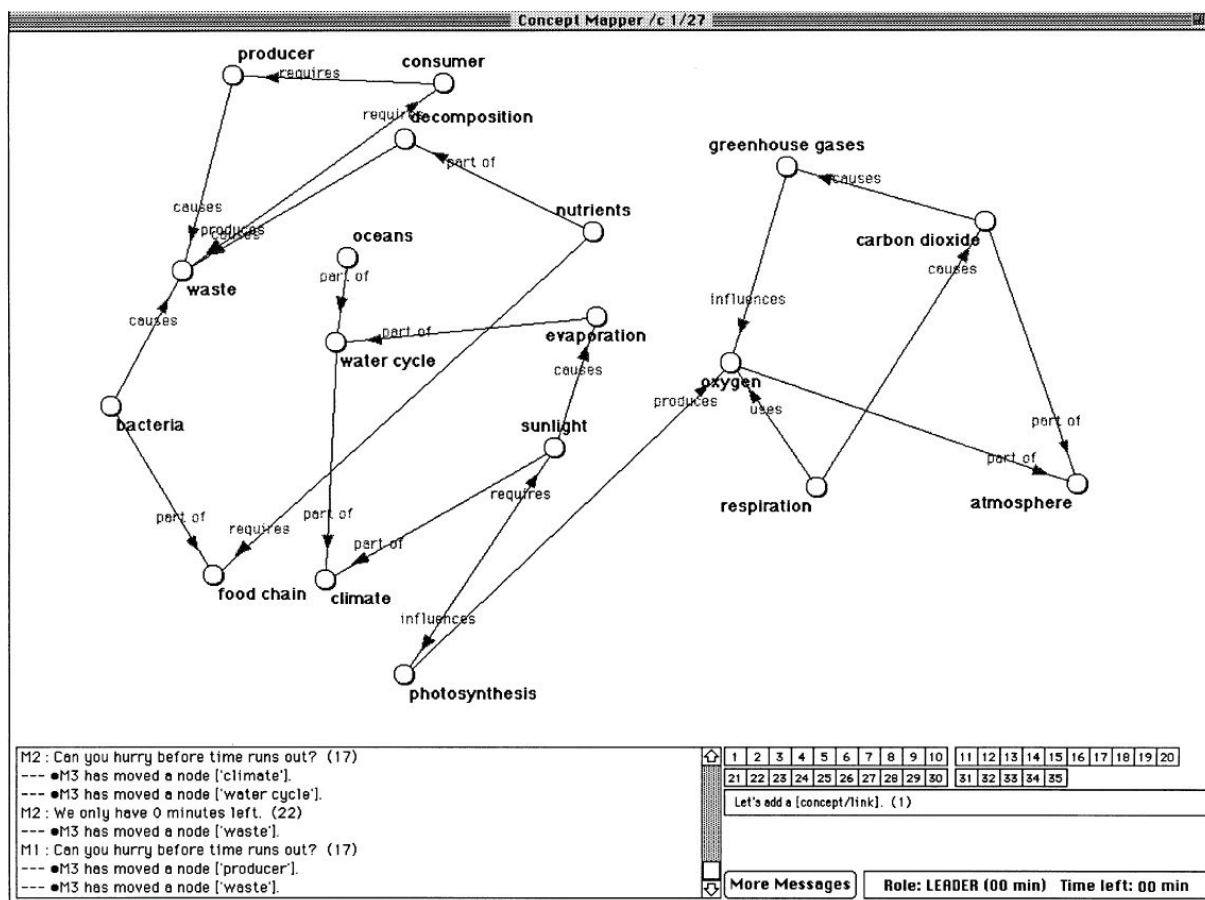 Concept Mapper /c 1/27
producer
consumer
requires
requires
decomposition
greenhouse gases
part of
causes
causes
nutrients
produces
causes
oceans
carbon dioxide
part of
causes
waste
influences
causes
part of
evaporation
water cycle
causes
oxygen
produces
uses
bacteria
sunlight
part of
part of
requires
respiration
atmosphere
part of
requires
part of
part of
food chain
climate
influences
photosynthesis
M2 : Can you hurry before time runs out? (17)
--- ●M3 has moved a node ['climate'].
--- ●M3 has moved a node ['water cycle'].
M2 : We only have 0 minutes left. (22)
--- ●M3 has moved a node ['waste'].
M1 : Can you hurry before time runs out? (17)
--- ●M3 has moved a node ['producer'].
--- ●M3 has moved a node ['waste'].
1 2 3 4 5 6 7 8 9 10 11 12 13 14 15 16 17 18 19 20
21 22 23 24 25 26 27 28 29 30 31 32 33 34 35
Let's add a [concept/link]. (1)
More Messages
Role: LEADER (00 min) Time left: 00 min